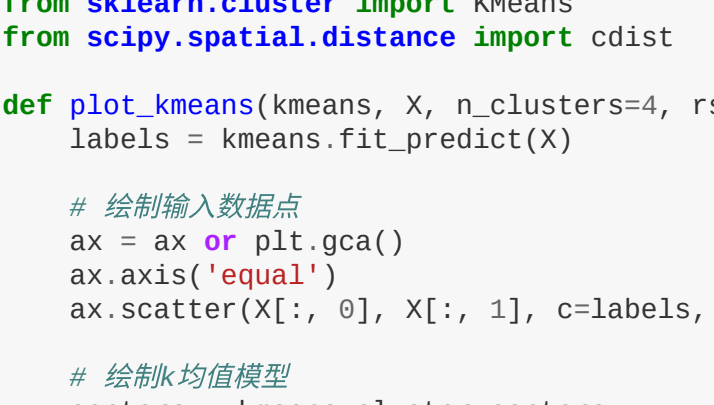 from sklearn.cluster import KMeans
from scipy.spatial.distance import cdist
def plot_kmeans(kmeans, X, n_clusters=4, rs
labels = kmeans.fit_predict(X)
# 绘制输入数据点
ax = ax or plt.gca()
ax.axis('equal')
ax.scatter(X[:, 0], X[:, 1], c=labels,
# 绘制k均值模型